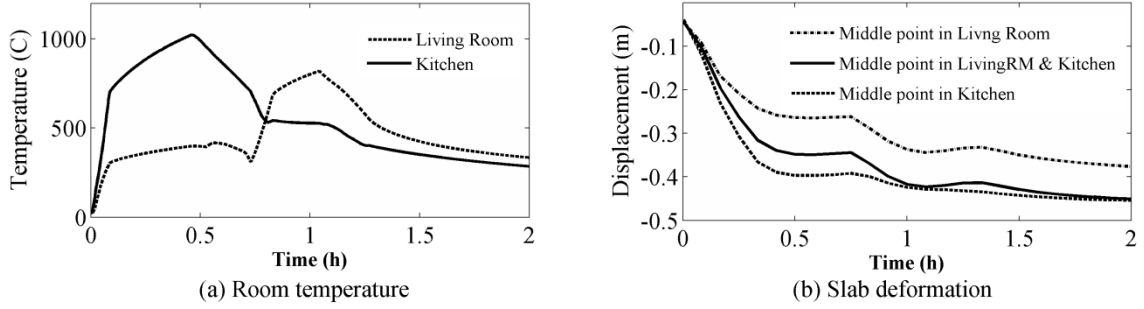 Temperature (C)
1000
500
0
Living Room
Kitchen
0
0.5
1
1.5
2
Time (h)
(a) Room temperature
Displacement (m)
-0.1
-0.2
-0.3
-0.4
-0.5
Middle point in Livng Room
Middle point in LivingRM & Kitchen
Middle point in Kitchen
0
0.5
1
1.5
2
Time (h)
(b) Slab deformation